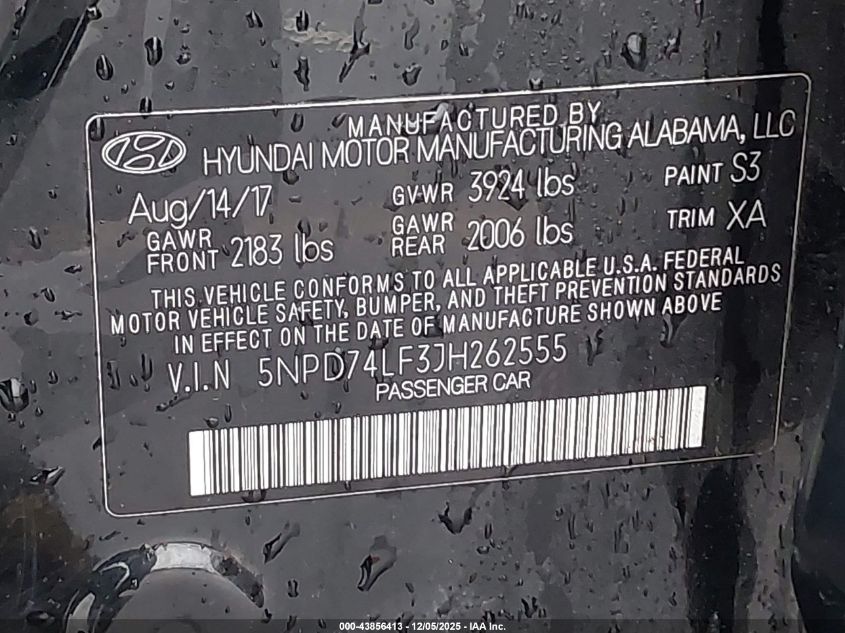 MANUFACTURED BY
HYUNDAI MOTOR MANUFACTURING ALABAMA, LLC
Aug/14/17 GVWR 3924 lbs PAINT S3
GAWR FRONT 2183 lbs GAWR REAR 2006 lbs TRIM XA
THIS VEHICLE CONFORMS TO ALL APPLICABLE U.S.A. FEDERAL
MOTOR VEHICLE SAFETY, BUMPER, AND THEFT PREVENTION STANDARDS
IN EFFECT ON THE DATE OF MANUFACTURE SHOWN ABOVE
V.I.N 5NPD74LF3JH262555
PASSENGER CAR
000-43856413 - 12/05/2025 - IAA Inc.